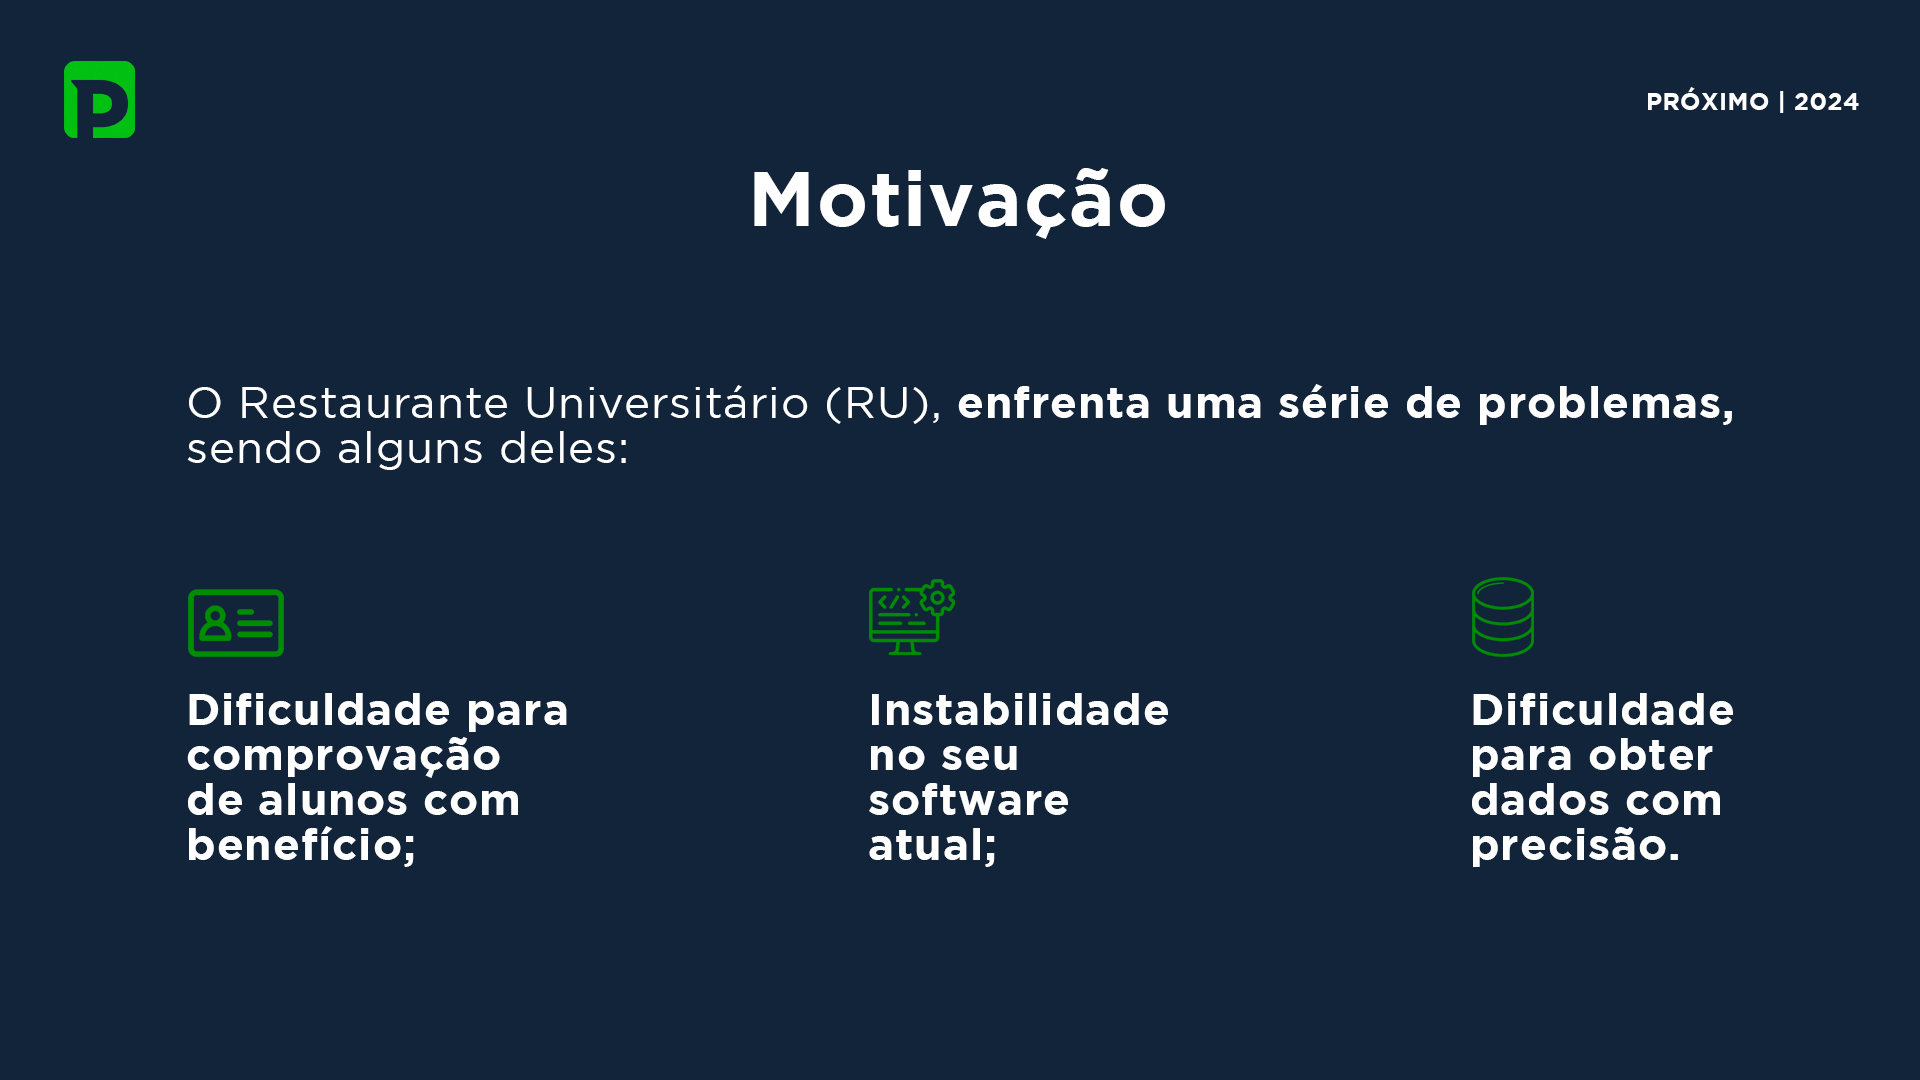 PRÓXIMO | 2024
Motivação
O Restaurante Universitário (RU), enfrenta uma série de problemas,
sendo alguns deles:
Dificuldade para
comprovação
de alunos com
benefício;
Instabilidade
no seu
software
atual;
Dificuldade
para obter
dados com
precisão.